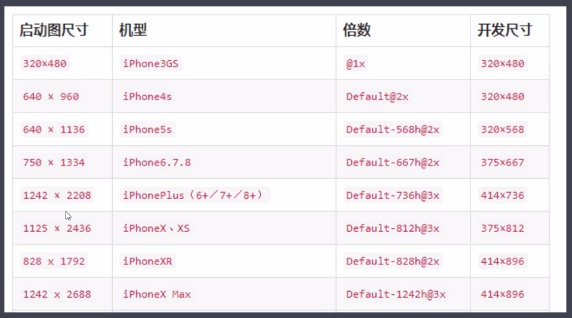 启动图尺寸 机型 倍数 开发尺寸
320×480 iPhone3GS @1x 320×480
640 x 960 iPhone4s Default@2x 320×480
640 x 1136 iPhone5s Default-568h@2x 320×568
750 x 1334 iPhone6.7.8 Default-667h@2x 375×667
1242 x 2208 iPhonePlus（6+／7+／8+） Default-736h@3x 414×736
1125 x 2436 iPhoneX、XS Default-812h@3x 375×812
828 x 1792 iPhoneXR Default-828h@2x 414×896
1242 x 2688 iPhoneX Max Default-1242h@3x 414×896